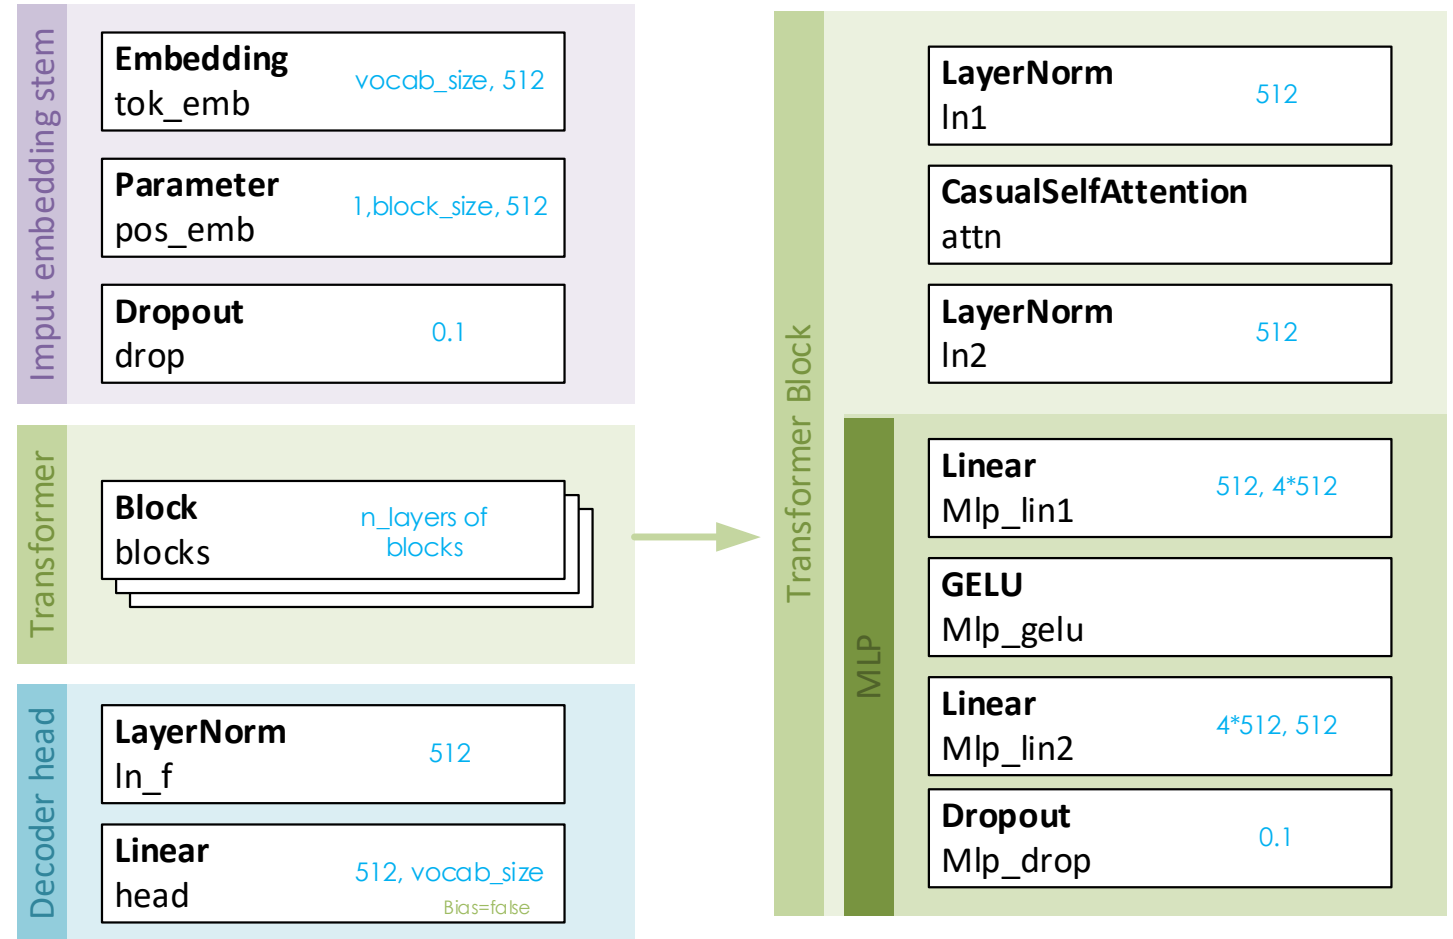 Imput embedding stem
Embedding
tok_emb
vocab_size, 512
Parameter
pos_emb
1,block_size, 512
Dropout
drop
0.1
Transformer
Block
blocks
n_layers of
blocks
Decoder head
LayerNorm
ln_f
512
Linear
head
512, vocab_size
Bias=false
Transformer Block
LayerNorm
ln1
512
CasualSelfAttention
attn
LayerNorm
ln2
512
MLP
Linear
Mlp_lin1
512, 4*512
GELU
Mlp_gelu
Linear
Mlp_lin2
4*512, 512
Dropout
Mlp_drop
0.1